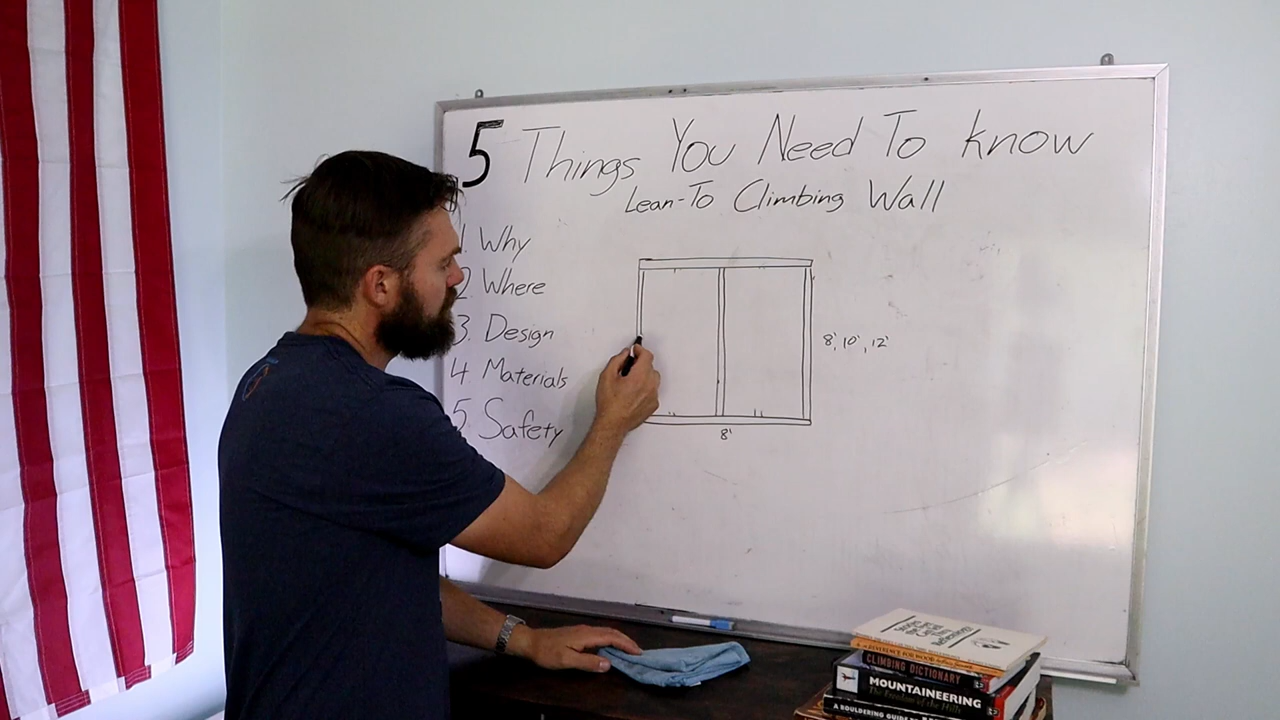 5 Things You Need To know
Lean-To Climbing Wall
1. Why
2 Where
3. Design
4. Materials
5. Safety
8', 10', 12'
8'
CLIMBING DICTIONARY
MOUNTAINEERING
The Freedom of the Hills
A BOULDERING GUIDE